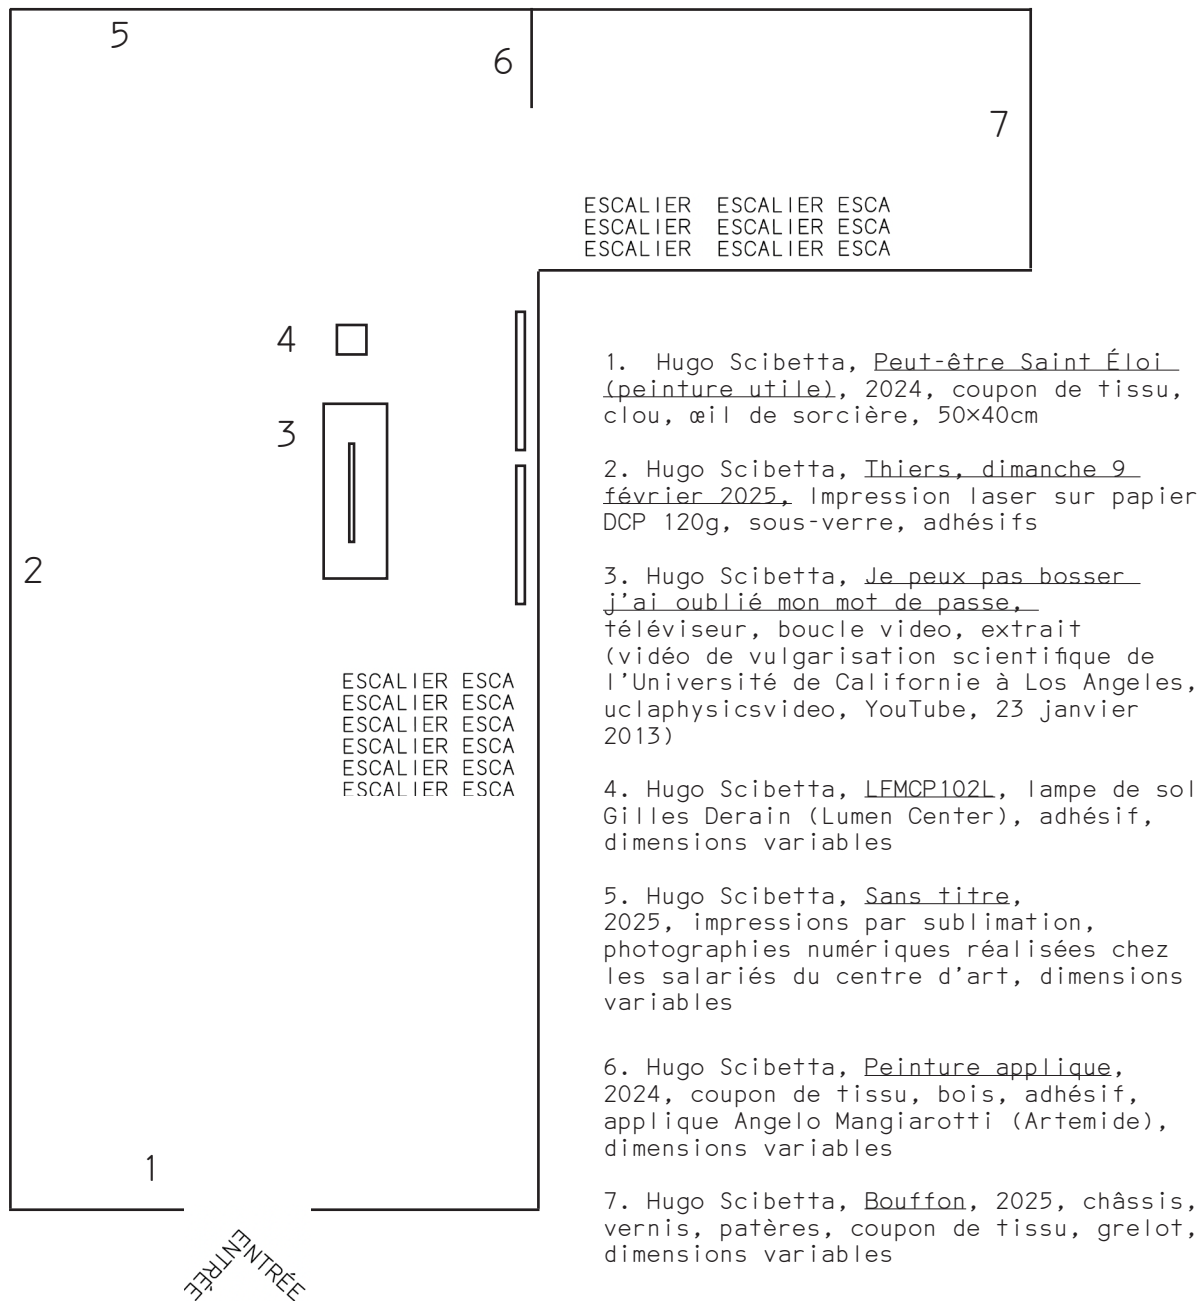 5
6
7
ESCALIER ESCALIER ESCA
ESCALIER ESCALIER ESCA
ESCALIER ESCALIER ESCA
4
3
2
ESCALIER ESCA
ESCALIER ESCA
ESCALIER ESCA
ESCALIER ESCA
ESCALIER ESCA
ESCALIER ESCA
1
ENTRÉE
ENTRÉE
1. Hugo Scibetta, Peut-être Saint Éloi
(peinture utile), 2024, coupon de tissu,
clou, œil de sorcière, 50×40cm
2. Hugo Scibetta, Thiers, dimanche 9
février 2025, Impression laser sur papier
DCP 120g, sous-verre, adhésifs
3. Hugo Scibetta, Je peux pas bosser
j'ai oublié mon mot de passe,
téléviseur, boucle video, extrait
(vidéo de vulgarisation scientifique de
l'Université de Californie à Los Angeles,
uclaphysicsvideo, YouTube, 23 janvier
2013)
4. Hugo Scibetta, LFMCP102L, lampe de sol
Gilles Derain (Lumen Center), adhésif,
dimensions variables
5. Hugo Scibetta, Sans titre,
2025, impressions par sublimation,
photographies numériques réalisées chez
les salariés du centre d'art, dimensions
variables
6. Hugo Scibetta, Peinture applique,
2024, coupon de tissu, bois, adhésif,
applique Angelo Mangiarotti (Artemide),
dimensions variables
7. Hugo Scibetta, Bouffon, 2025, châssis,
vernis, patères, coupon de tissu, grelot,
dimensions variables